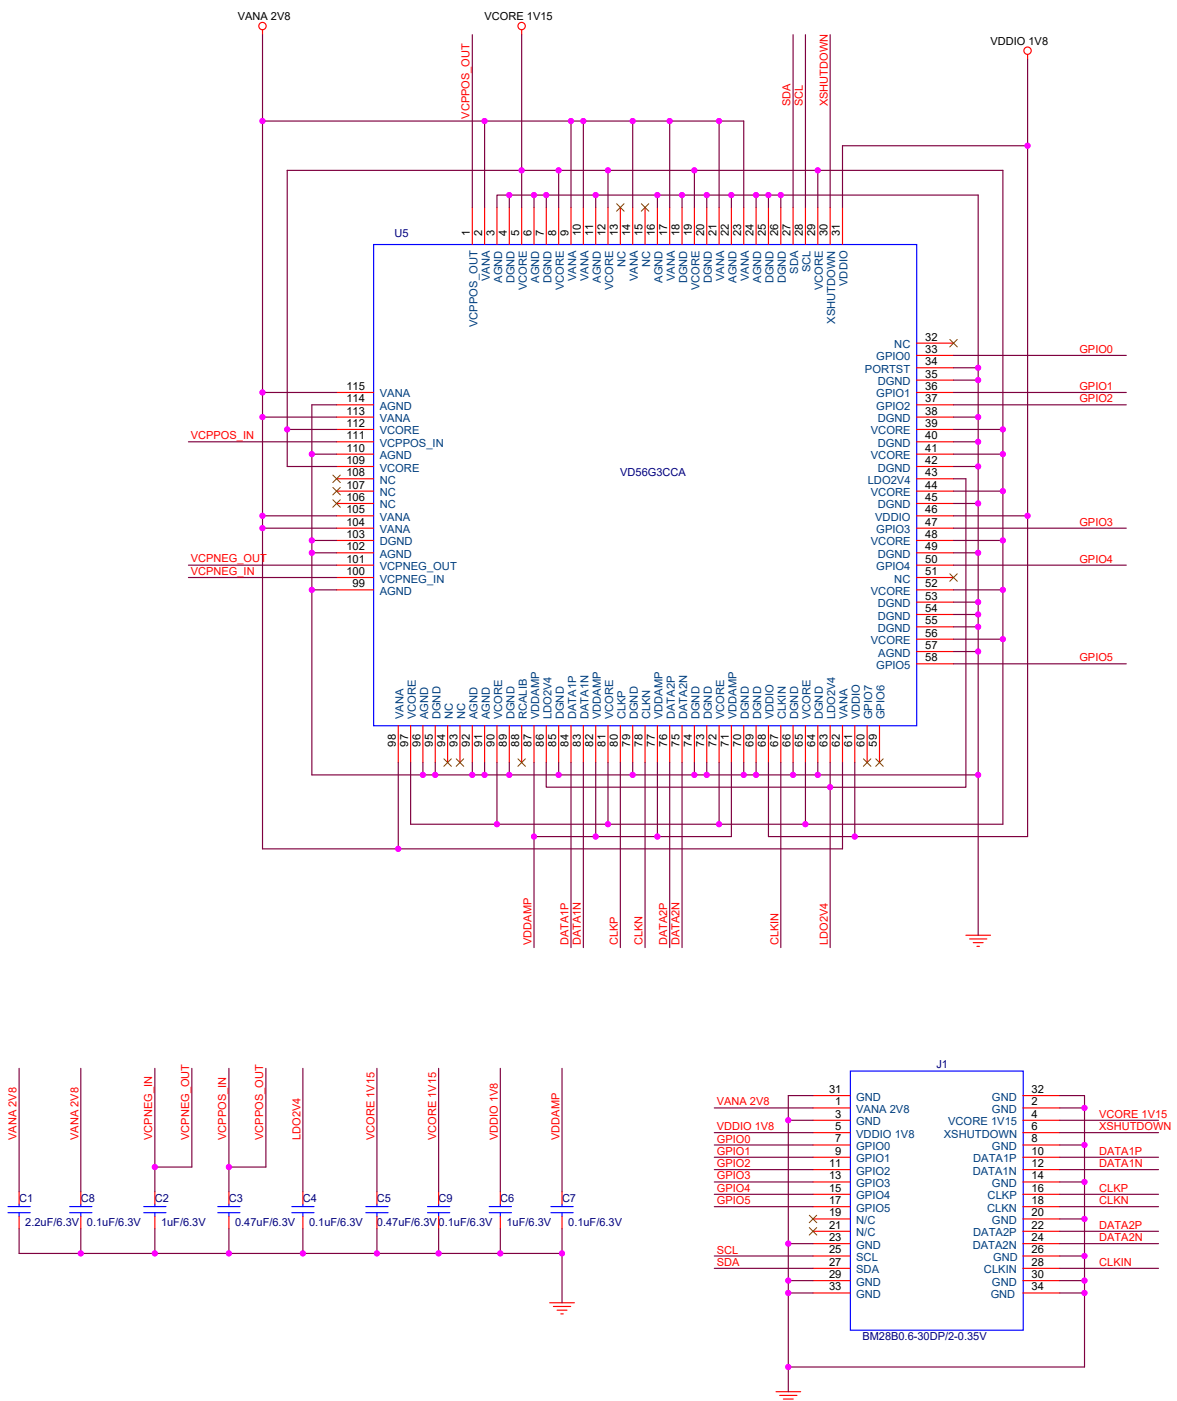 VANA 2V8
VCORE 1V15
VDDIO 1V8
VCPPOS_OUT
SDA
SCL
XSHUTDOWN
U5
1 2 3 4 5 6 7 8 9 10 11 12 13 14 15 16 17 18 19 20 21 22 23 24 25 26 27 28 29 30 31
VCPPOS_OUT VANA AGND DGND VCORE AGND DGND VCORE VANA VANA AGND VCORE NC VANA NC AGND VANA DGND VCORE DGND VANA AGND VANA AGND DGND DGND SDA SCL VCORE XSHUTDOWN VDDIO
115 VANA
114 AGND
113 VANA
112 VCORE
VCPPOS_IN 111 VCPPOS_IN
110 AGND
109 VCORE
108 NC
107 NC
106 NC
105 VANA
104 VANA
103 DGND
102 AGND
VCPNEG_OUT 101 VCPNEG_OUT
VCPNEG_IN 100 VCPNEG_IN
99 AGND
VD56G3CCA
NC 32
GPIO0 33 GPIO0
PORTST 34
DGND 35
GPIO1 36 GPIO1
GPIO2 37 GPIO2
DGND 38
VCORE 39
DGND 40
VCORE 41
DGND 42
LDO2V4 43
VCORE 44
DGND 45
VDDIO 46
GPIO3 47 GPIO3
VCORE 48
DGND 49
GPIO4 50 GPIO4
NC 51
VCORE 52
DGND 53
DGND 54
DGND 55
VCORE 56
AGND 57
GPIO5 58 GPIO5
VANA VCORE AGND DGND NC NC AGND AGND VCORE DGND RCALIB VDDAMP LDO2V4 DGND DATA1P DATA1N VDDAMP VCORE CLKP DGND CLKN VDDAMP DATA2P DATA2N DGND DGND VCORE VDDAMP DGND DGND VDDIO CLKIN DGND VCORE DGND LDO2V4 VANA VDDIO GPIO7 GPIO6
98 97 96 95 94 93 92 91 90 89 88 87 86 85 84 83 82 81 80 79 78 77 76 75 74 73 72 71 70 69 68 67 66 65 64 63 62 61 60 59
VDDAMP
DATA1P
DATA1N
CLKP
CLKN
DATA2P
DATA2N
CLKIN
LDO2V4
VANA 2V8
VANA 2V8
VCPNEG_IN
VCPNEG_OUT
VCPPOS_IN
VCPPOS_OUT
LDO2V4
VCORE 1V15
VCORE 1V15
VDDIO 1V8
VDDAMP
C1 C8 C2 C3 C4 C5 C9 C6 C7
2.2uF/6.3V 0.1uF/6.3V 1uF/6.3V 0.47uF/6.3V 0.1uF/6.3V 0.47uF/6.3V 0.1uF/6.3V 1uF/6.3V 0.1uF/6.3V
J1
31 GND GND 32
VANA 2V8 1 VANA 2V8 GND 2
3 GND VCORE 1V15 4 VCORE 1V15
VDDIO 1V8 5 VDDIO 1V8 XSHUTDOWN 6 XSHUTDOWN
GPIO0 7 GPIO0 GND 8
GPIO1 9 GPIO1 DATA1P 10 DATA1P
GPIO2 11 GPIO2 DATA1N 12 DATA1N
GPIO3 13 GPIO3 GND 14
GPIO4 15 GPIO4 CLKP 16 CLKP
GPIO5 17 GPIO5 CLKN 18 CLKN
19 N/C GND 20
21 N/C DATA2P 22 DATA2P
23 GND DATA2N 24 DATA2N
SCL 25 SCL GND 26
SDA 27 SDA CLKIN 28 CLKIN
29 GND GND 30
33 GND GND 34
BM28B0.6-30DP/2-0.35V